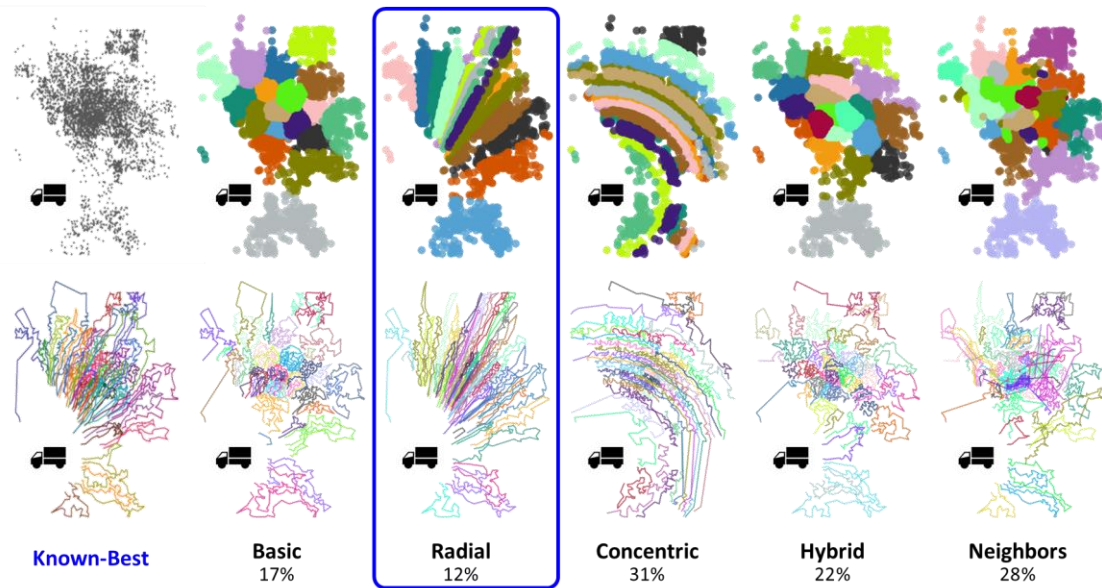 Known-Best
Basic
17%
Radial
12%
Concentric
31%
Hybrid
22%
Neighbors
28%